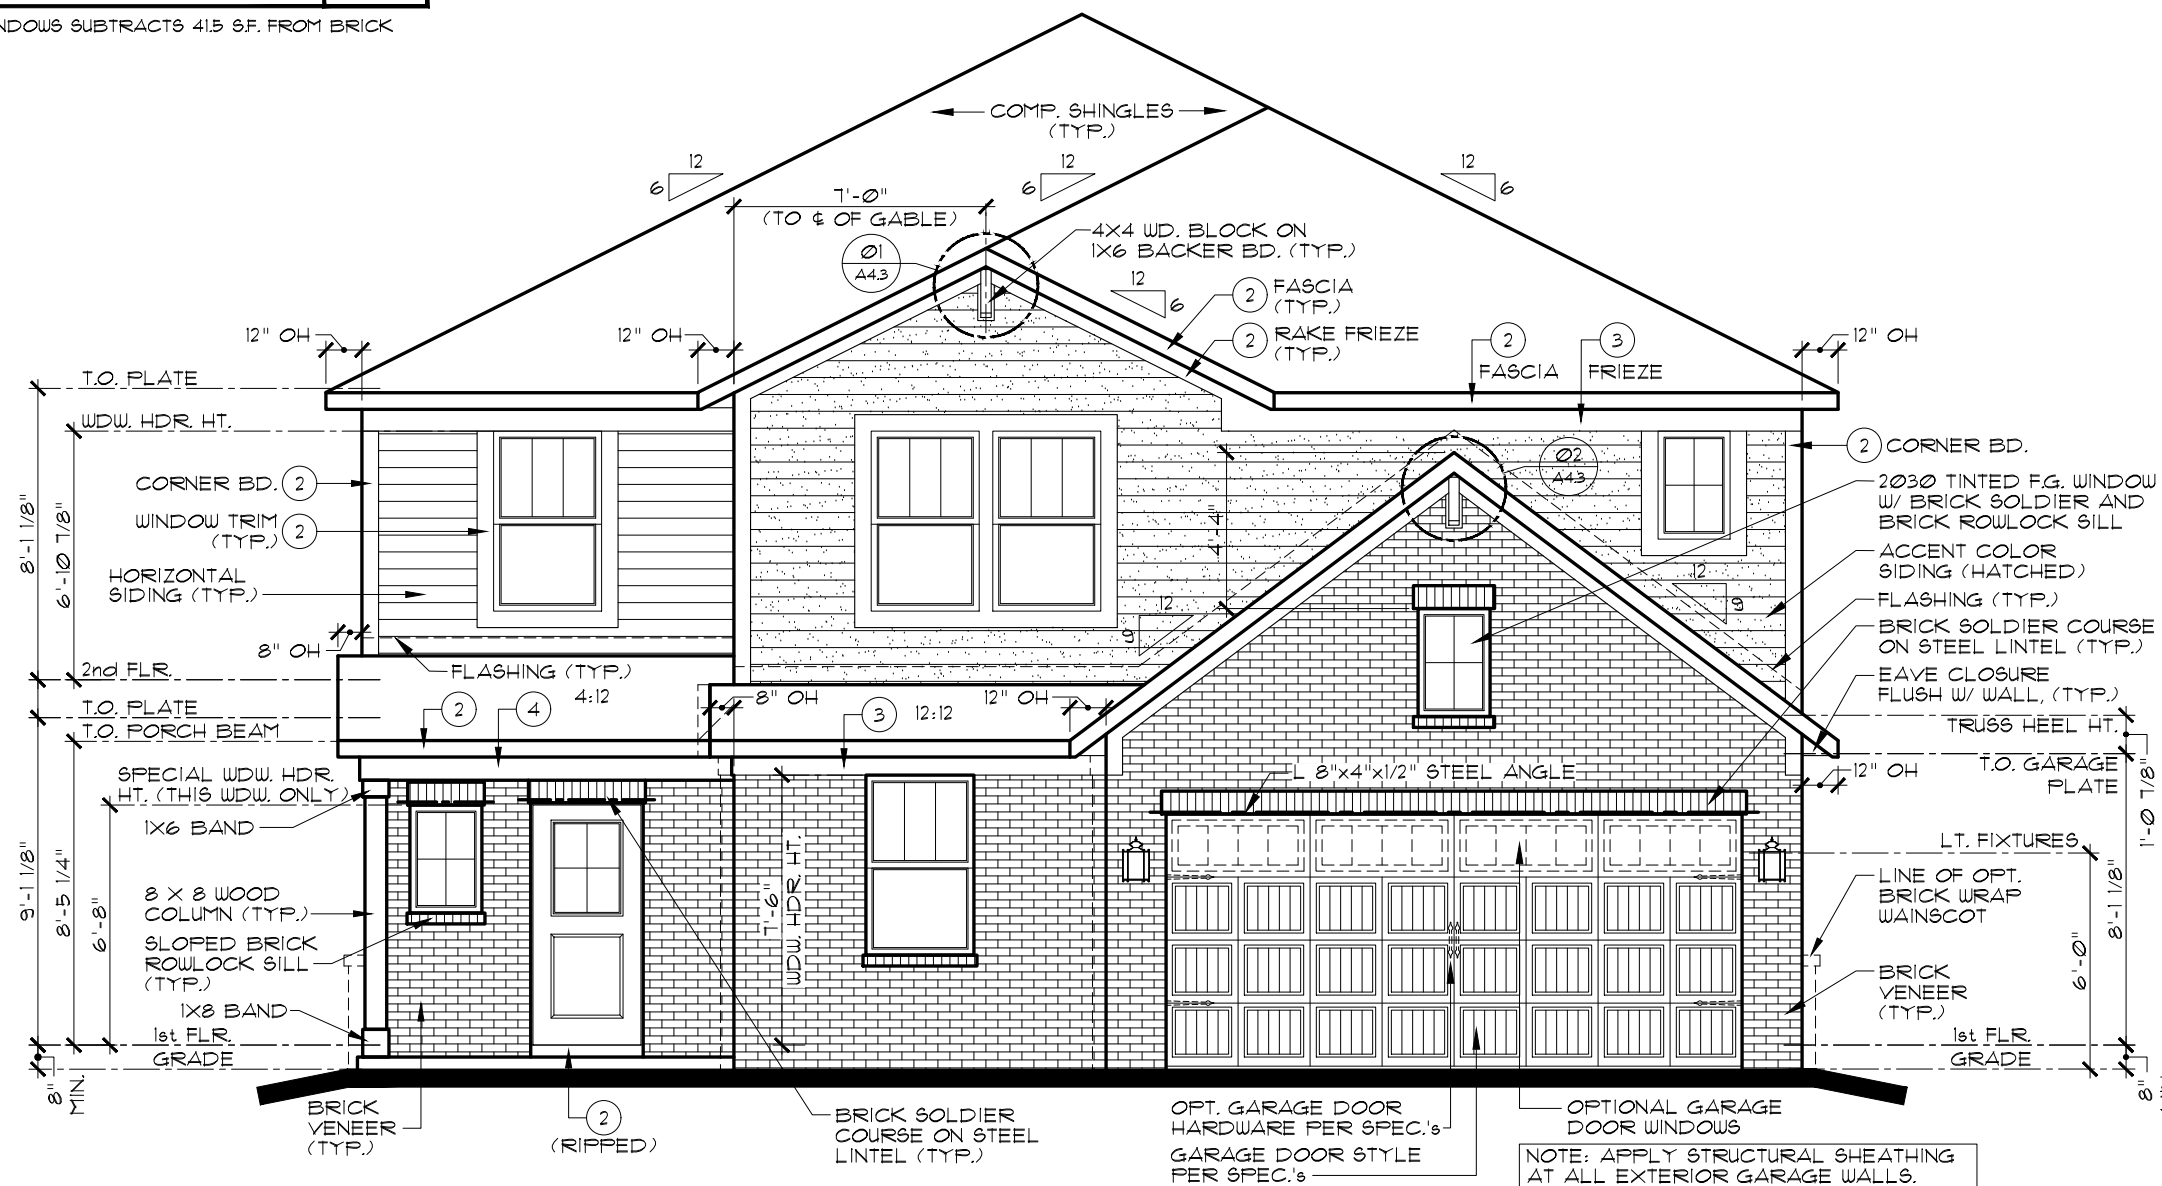 NDOWS SUBTRACTS 41.5 S.F. FROM BRICK
COMP. SHINGLES
(TYP.)
12
6
12
6
12
6
7'-0"
(TO ℄ OF GABLE)
01
A4.3
4X4 WD. BLOCK ON
1X6 BACKER BD. (TYP.)
12
6
2 FASCIA
(TYP.)
2 RAKE FRIEZE
(TYP.)
12" OH
12" OH
2
FASCIA
3
FRIEZE
12" OH
T.O. PLATE
WDW. HDR. HT.
CORNER BD. 2
WINDOW TRIM
(TYP.) 2
HORIZONTAL
SIDING (TYP.)
8'-1 1/8"
6'-10 7/8"
8" OH
FLASHING (TYP.)
2nd FLR.
T.O. PLATE
T.O. PORCH BEAM
2
4
4:12
8" OH
3
12:12
12" OH
4'-4"
12
9
02
A4.3
12
9
2 CORNER BD.
2030 TINTED F.G. WINDOW
W/ BRICK SOLDIER AND
BRICK ROWLOCK SILL
ACCENT COLOR
SIDING (HATCHED)
FLASHING (TYP.)
BRICK SOLDIER COURSE
ON STEEL LINTEL (TYP.)
EAVE CLOSURE
FLUSH W/ WALL, (TYP.)
TRUSS HEEL HT.
T.O. GARAGE
PLATE
12" OH
1'-0 7/8"
SPECIAL WDW. HDR.
HT. (THIS WDW. ONLY)
1X6 BAND
8 X 8 WOOD
COLUMN (TYP.)
SLOPED BRICK
ROWLOCK SILL
(TYP.)
1X8 BAND
1st FLR.
GRADE
9'-1 1/8"
8'-5 1/4"
6'-8"
8"
MIN.
7'-6"
WDW. HDR. HT.
L 8"x4"x1/2" STEEL ANGLE
LT. FIXTURES
LINE OF OPT.
BRICK WRAP
WAINSCOT
BRICK
VENEER
(TYP.)
1st FLR.
GRADE
6'-0"
8'-1 1/8"
8"
BRICK
VENEER
(TYP.)
2
(RIPPED)
BRICK SOLDIER
COURSE ON STEEL
LINTEL (TYP.)
OPT. GARAGE DOOR
HARDWARE PER SPEC.'s
GARAGE DOOR STYLE
PER SPEC.'s
OPTIONAL GARAGE
DOOR WINDOWS
NOTE: APPLY STRUCTURAL SHEATHING
AT ALL EXTERIOR GARAGE WALLS.